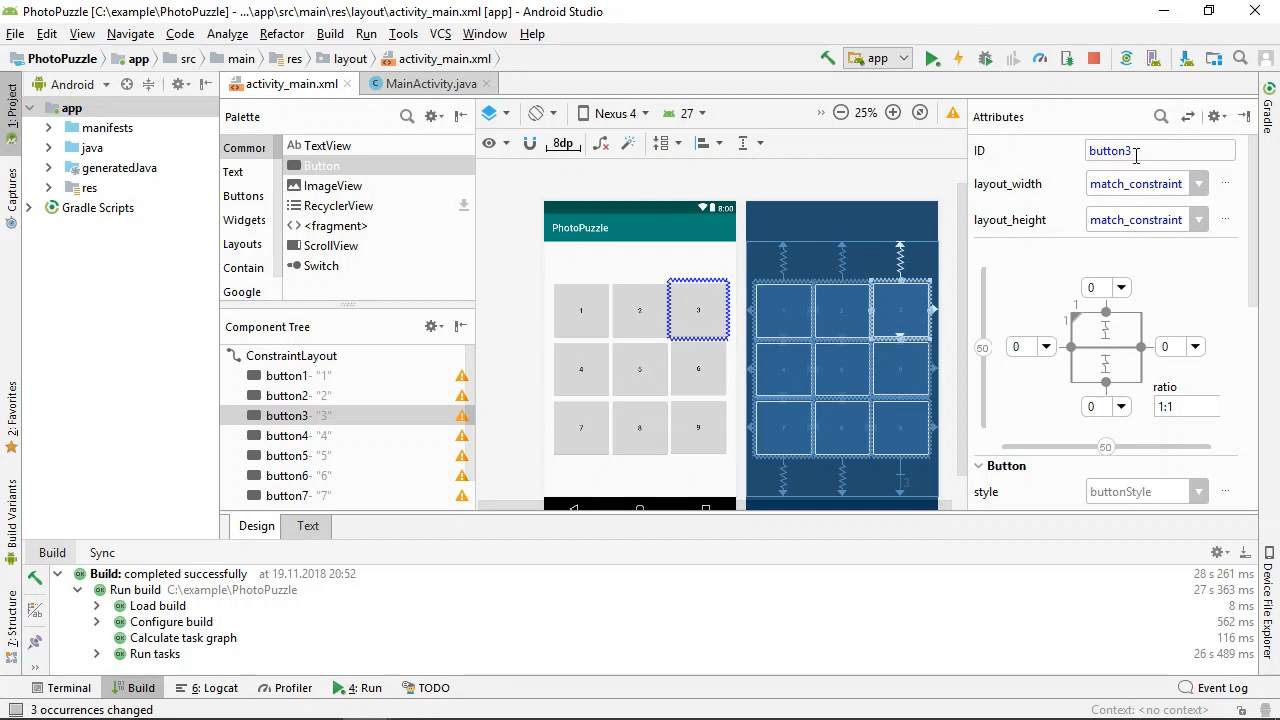 PhotoPuzzle [C:\example\PhotoPuzzle] - ...\app\src\main\res\layout\activity_main.xml [app] - Android Studio
File Edit View Navigate Code Analyze Refactor Build Run Tools VCS Window Help
PhotoPuzzle app src main res layout activity_main.xml app
Android activity_main.xml MainActivity.java
1: Project
Captures
2: Favorites
Build Variants
7: Structure
app
manifests
java
generatedJava
res
Gradle Scripts
Palette
Common
Text
Buttons
Widgets
Layouts
Contain
Google
Ab TextView
Button
ImageView
RecyclerView
<fragment>
ScrollView
Switch
Component Tree
ConstraintLayout
button1- "1"
button2- "2"
button3- "3"
button4- "4"
button5- "5"
button6- "6"
button7- "7"
Design Text
Nexus 4 27 25%
8dp
8:00
PhotoPuzzle
1 2 3
4 5 6
7 8 9
Attributes
ID button3
layout_width match_constraint
layout_height match_constraint
0
1
1
50 0 0
ratio
0 1:1
50
Button
style buttonStyle
Gradle
Device File Explorer
Build Sync
Build: completed successfully at 19.11.2018 20:52 28 s 261 ms
Run build C:\example\PhotoPuzzle 27 s 363 ms
Load build 8 ms
Configure build 562 ms
Calculate task graph 116 ms
Run tasks 26 s 489 ms
Terminal Build 6: Logcat Profiler 4: Run TODO Event Log
3 occurrences changed Context: <no context>